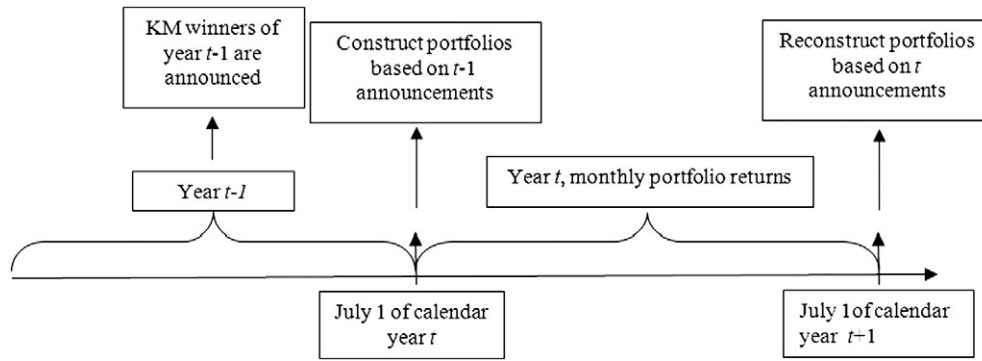 KM winners of
year t-1 are
announced
Construct portfolios
based on t-1
announcements
Reconstruct portfolios
based on t
announcements
Year t-1
Year t, monthly portfolio returns
July 1 of calendar
year t
July 1of calendar
year t+1